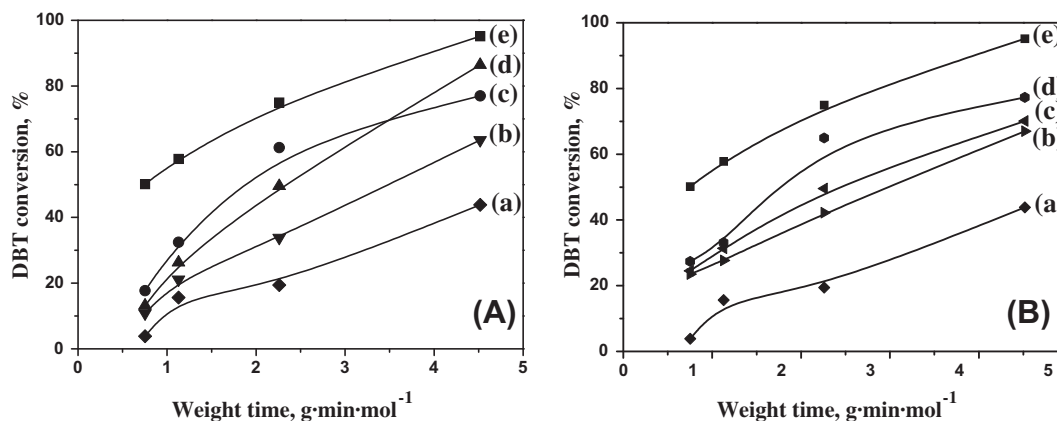 100
80
60
40
20
0
DBT conversion, %
(e)
(d)
(c)
(b)
(a)
(A)
0 1 2 3 4 5
Weight time, g·min·mol⁻¹
100
80
60
40
20
0
DBT conversion, %
(e)
(d
(c
(b
(a
(B)
0 1 2 3 4 5
Weight time, g·min·mol⁻¹